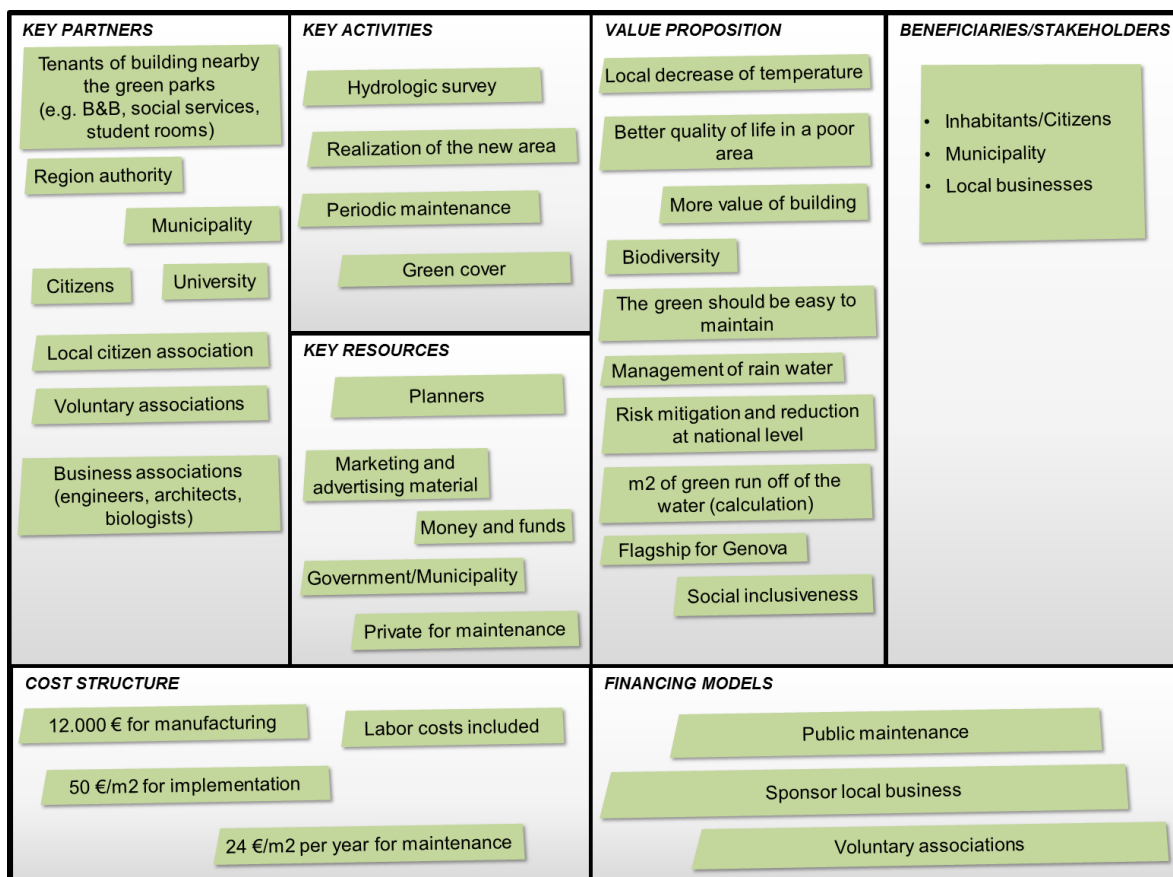 KEY PARTNERS
Tenants of building nearby
the green parks
(e.g. B&B, social services,
student rooms)
Region authority
Municipality
Citizens
University
Local citizen association
Voluntary associations
Business associations
(engineers, architects,
biologists)
KEY ACTIVITIES
Hydrologic survey
Realization of the new area
Periodic maintenance
Green cover
KEY RESOURCES
Planners
Marketing and
advertising material
Money and funds
Government/Municipality
Private for maintenance
VALUE PROPOSITION
Local decrease of temperature
Better quality of life in a poor
area
More value of building
Biodiversity
The green should be easy to
maintain
Management of rain water
Risk mitigation and reduction
at national level
m2 of green run off of the
water (calculation)
Flagship for Genova
Social inclusiveness
BENEFICIARIES/STAKEHOLDERS
• Inhabitants/Citizens
• Municipality
• Local businesses
COST STRUCTURE
12.000 € for manufacturing
Labor costs included
50 €/m2 for implementation
24 €/m2 per year for maintenance
FINANCING MODELS
Public maintenance
Sponsor local business
Voluntary associations